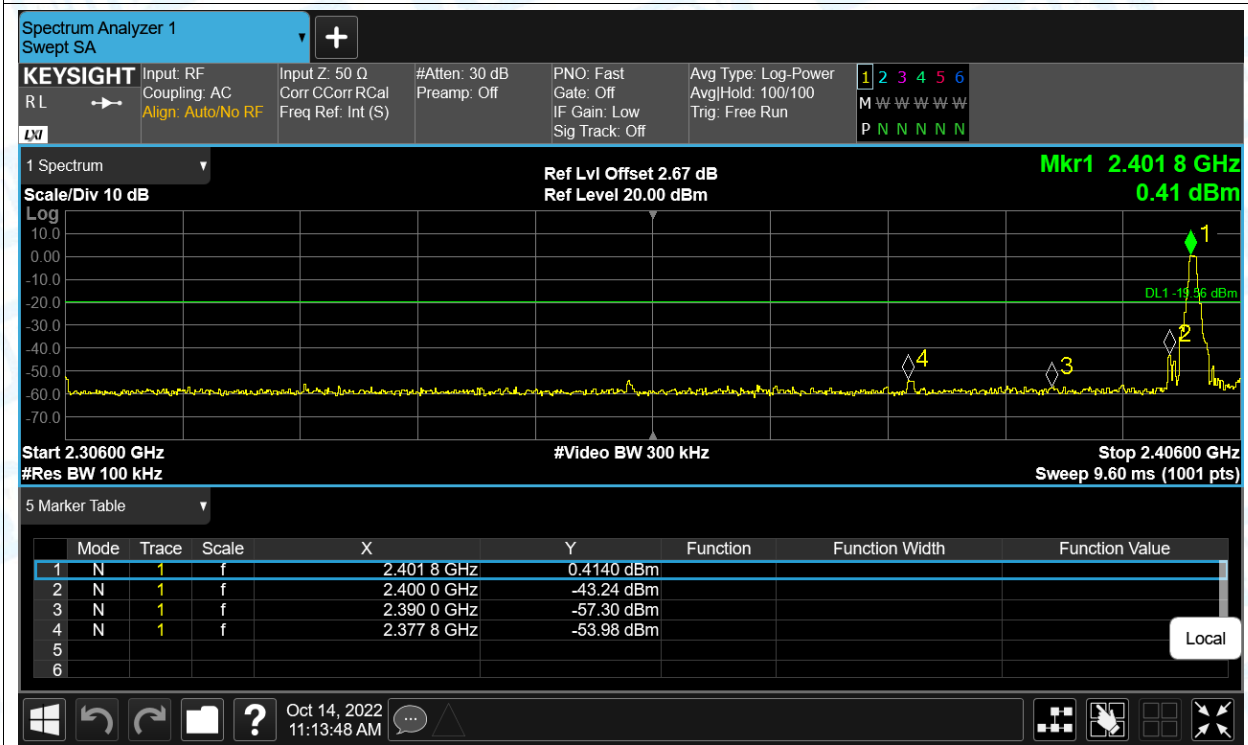 Spectrum Analyzer 1
Swept SA
KEYSIGHT
RL
LXI
Input: RF
Coupling: AC
Align: Auto/No RF
Input Z: 50 Ω
Corr CCorr RCal
Freq Ref: Int (S)
#Atten: 30 dB
Preamp: Off
PNO: Fast
Gate: Off
IF Gain: Low
Sig Track: Off
Avg Type: Log-Power
Avg|Hold: 100/100
Trig: Free Run
1 2 3 4 5 6
M W W W W W
P N N N N N
1 Spectrum
Scale/Div 10 dB
Ref Lvl Offset 2.67 dB
Ref Level 20.00 dBm
Mkr1 2.401 8 GHz
0.41 dBm
Log
10.0
0.00
-10.0
-20.0
-30.0
-40.0
-50.0
-60.0
-70.0
1
DL1 -19.56 dBm
2
4
3
Start 2.30600 GHz
#Video BW 300 kHz
Stop 2.40600 GHz
#Res BW 100 kHz
Sweep 9.60 ms (1001 pts)
5 Marker Table
Mode Trace Scale X Y Function Function Width Function Value
1 N 1 f 2.401 8 GHz 0.4140 dBm
2 N 1 f 2.400 0 GHz -43.24 dBm
3 N 1 f 2.390 0 GHz -57.30 dBm
4 N 1 f 2.377 8 GHz -53.98 dBm
5
6
Local
?
Oct 14, 2022
11:13:48 AM